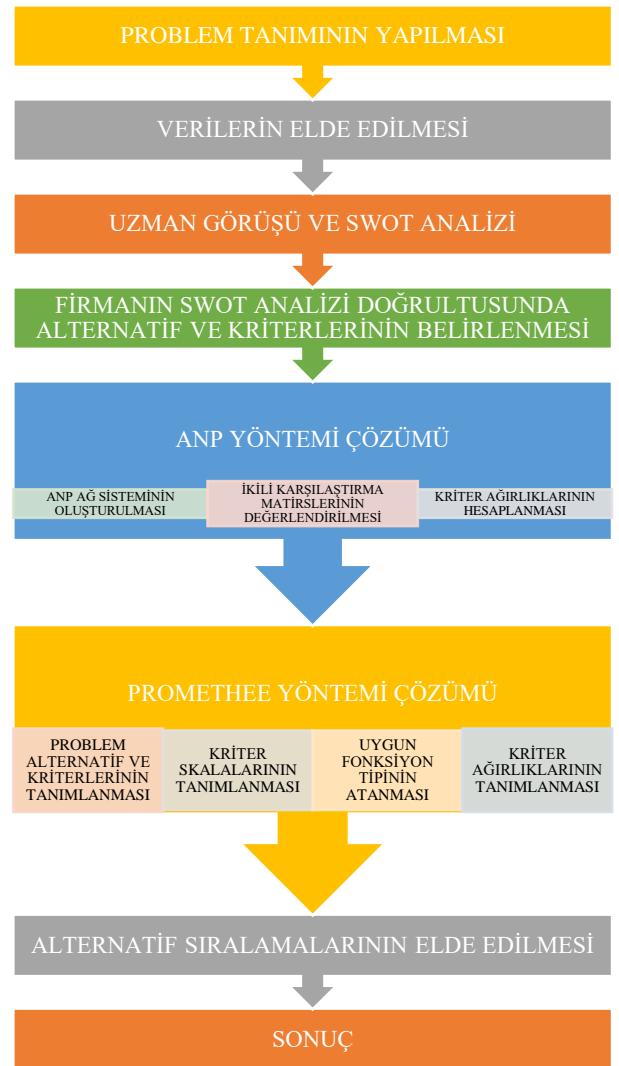 PROBLEM TANIMININ YAPILMASI
VERİLERİN ELDE EDİLMESİ
UZMAN GÖRÜŞÜ VE SWOT ANALİZİ
FİRMANIN SWOT ANALİZİ DOĞRULTUSUNDA
ALTERNATİF VE KRİTERLERİNİN BELİRLENMESİ
ANP YÖNTEMİ ÇÖZÜMÜ
ANP AĞ SİSTEMİNİN
OLUŞTURULMASI
İKİLİ KARŞILAŞTIRMA
MATİRSLERİNİN
DEĞERLENDİRİLMESİ
KRİTER AĞIRLIKLARININ
HESAPLANMASI
PROMETHEE YÖNTEMİ ÇÖZÜMÜ
PROBLEM
ALTERNATİF VE
KRİTERLERİNİN
TANIMLANMASI
KRİTER
SKALALARININ
TANIMLANMASI
UYGUN
FONKSİYON
TİPİNİN
ATANMASI
KRİTER
AĞIRLIKLARININ
TANIMLANMASI
ALTERNATİF SIRALAMALARININ ELDE EDİLMESİ
SONUÇ